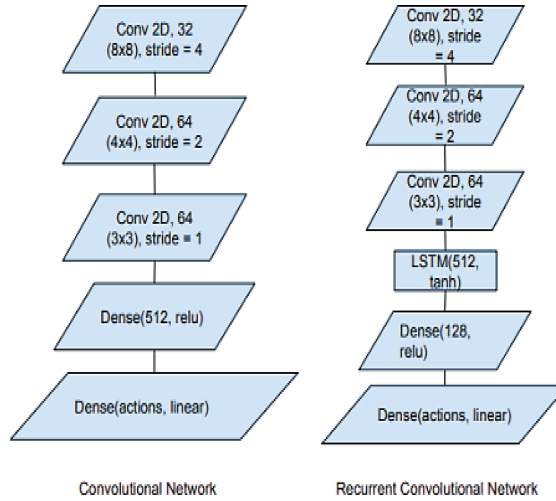 Conv 2D, 32
(8x8), stride = 4
Conv 2D, 64
(4x4), stride = 2
Conv 2D, 64
(3x3), stride = 1
Dense(512, relu)
Dense(actions, linear)
Convolutional Network
Conv 2D, 32
(8x8), stride
= 4
Conv 2D, 64
(4x4), stride =
2
Conv 2D, 64
(3x3), stride
= 1
LSTM(512,
tanh)
Dense(128,
relu)
Dense(actions, linear)
Recurrent Convolutional Network